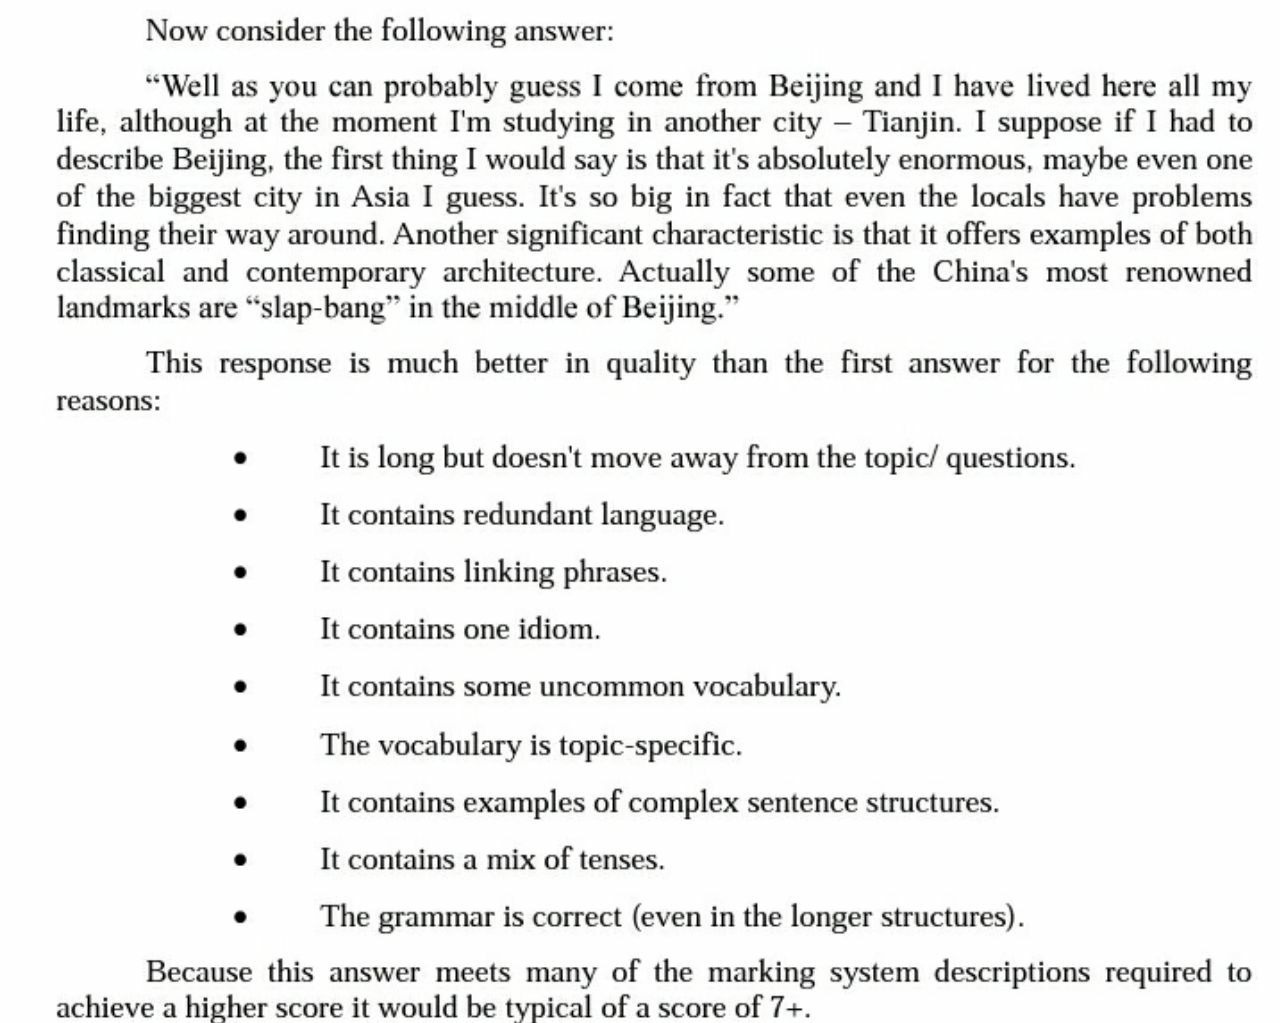 Now consider the following answer:
“Well as you can probably guess I come from Beijing and I have lived here all my
life, although at the moment I'm studying in another city – Tianjin. I suppose if I had to
describe Beijing, the first thing I would say is that it's absolutely enormous, maybe even one
of the biggest city in Asia I guess. It's so big in fact that even the locals have problems
finding their way around. Another significant characteristic is that it offers examples of both
classical and contemporary architecture. Actually some of the China's most renowned
landmarks are “slap-bang” in the middle of Beijing.”
This response is much better in quality than the first answer for the following
reasons:
• It is long but doesn't move away from the topic/ questions.
• It contains redundant language.
• It contains linking phrases.
• It contains one idiom.
• It contains some uncommon vocabulary.
• The vocabulary is topic-specific.
• It contains examples of complex sentence structures.
• It contains a mix of tenses.
• The grammar is correct (even in the longer structures).
Because this answer meets many of the marking system descriptions required to
achieve a higher score it would be typical of a score of 7+.